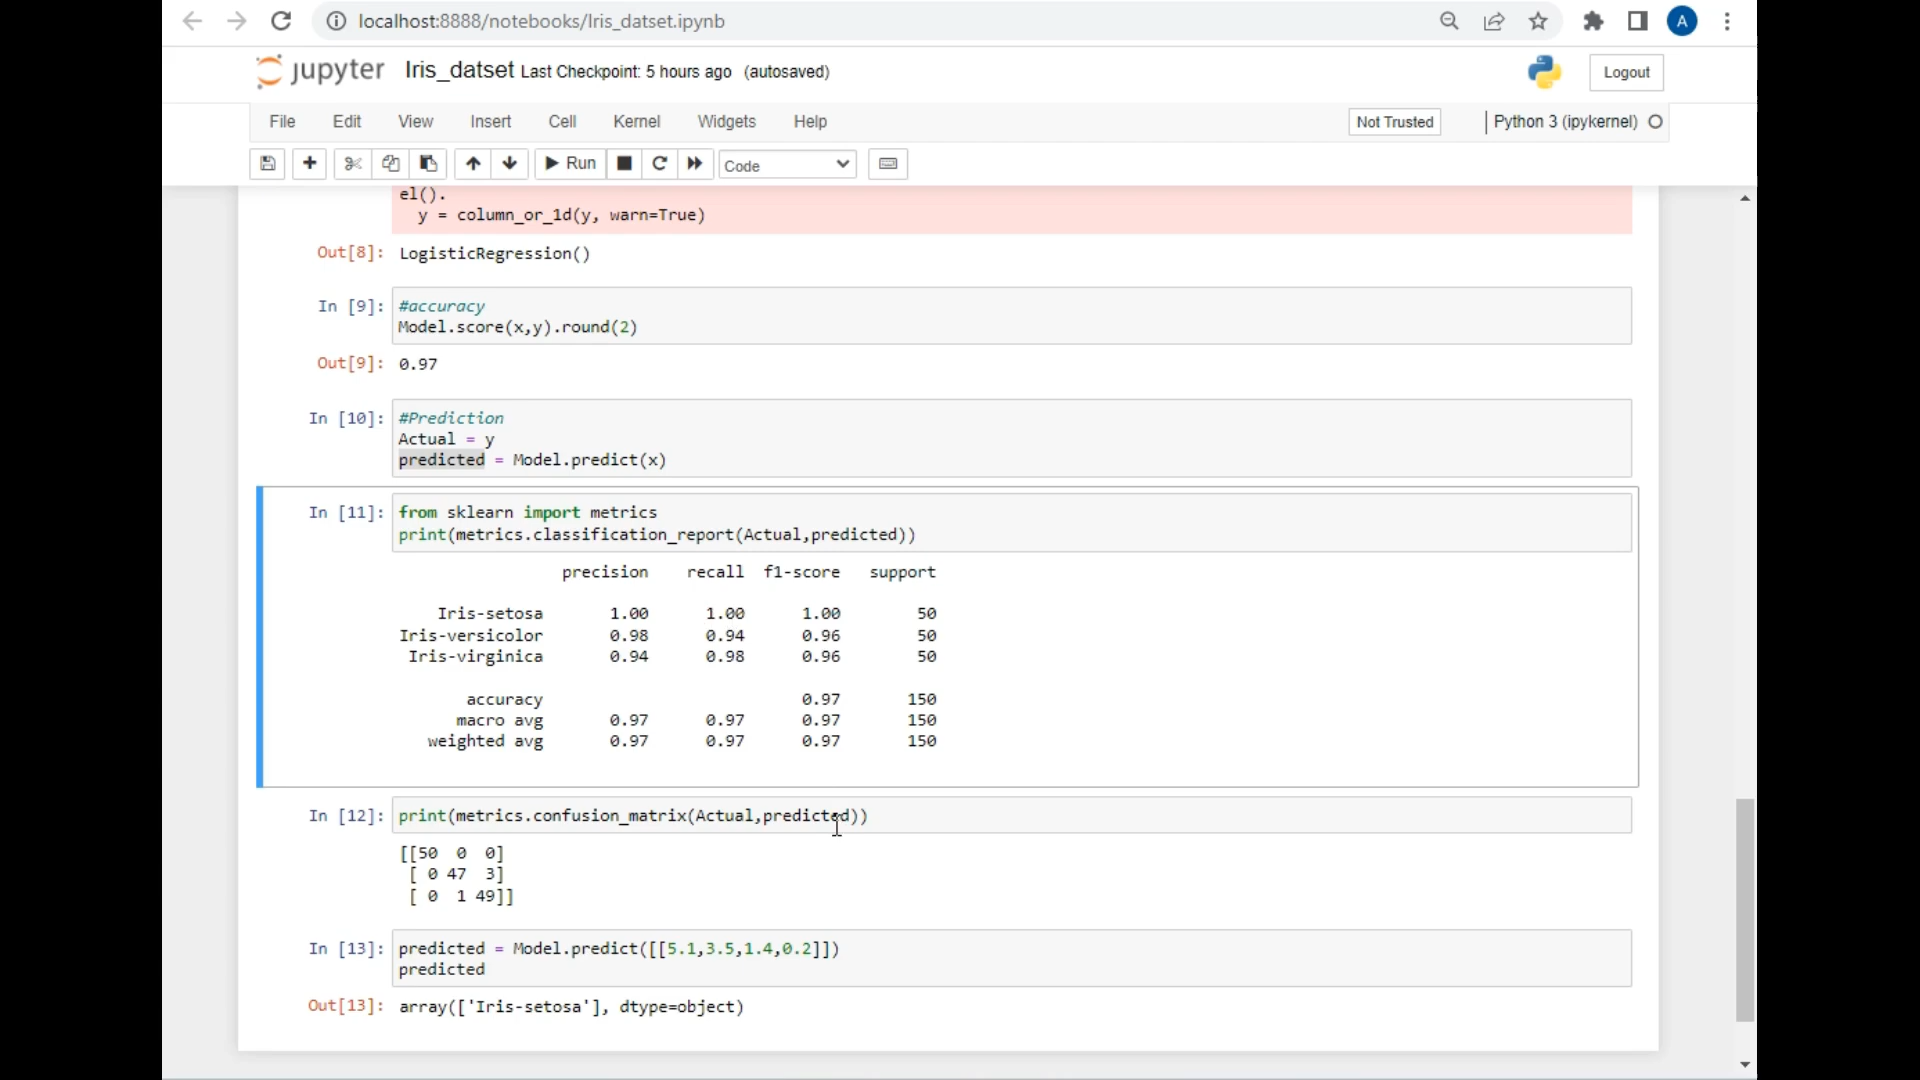 localhost:8888/notebooks/Iris_datset.ipynb
A
jupyter Iris_datset Last Checkpoint: 5 hours ago (autosaved)
Logout
File Edit View Insert Cell Kernel Widgets Help Not Trusted Python 3 (ipykernel)
Run Code
el().
y = column_or_1d(y, warn=True)
Out[8]: LogisticRegression()
In [9]: #accuracy
Model.score(x,y).round(2)
Out[9]: 0.97
In [10]: #Prediction
Actual = y
predicted = Model.predict(x)
In [11]: from sklearn import metrics
print(metrics.classification_report(Actual,predicted))
precision recall f1-score support
Iris-setosa 1.00 1.00 1.00 50
Iris-versicolor 0.98 0.94 0.96 50
Iris-virginica 0.94 0.98 0.96 50
accuracy 0.97 150
macro avg 0.97 0.97 0.97 150
weighted avg 0.97 0.97 0.97 150
In [12]: print(metrics.confusion_matrix(Actual,predicted))
[[50 0 0]
[ 0 47 3]
[ 0 1 49]]
In [13]: predicted = Model.predict([[5.1,3.5,1.4,0.2]])
predicted
Out[13]: array(['Iris-setosa'], dtype=object)